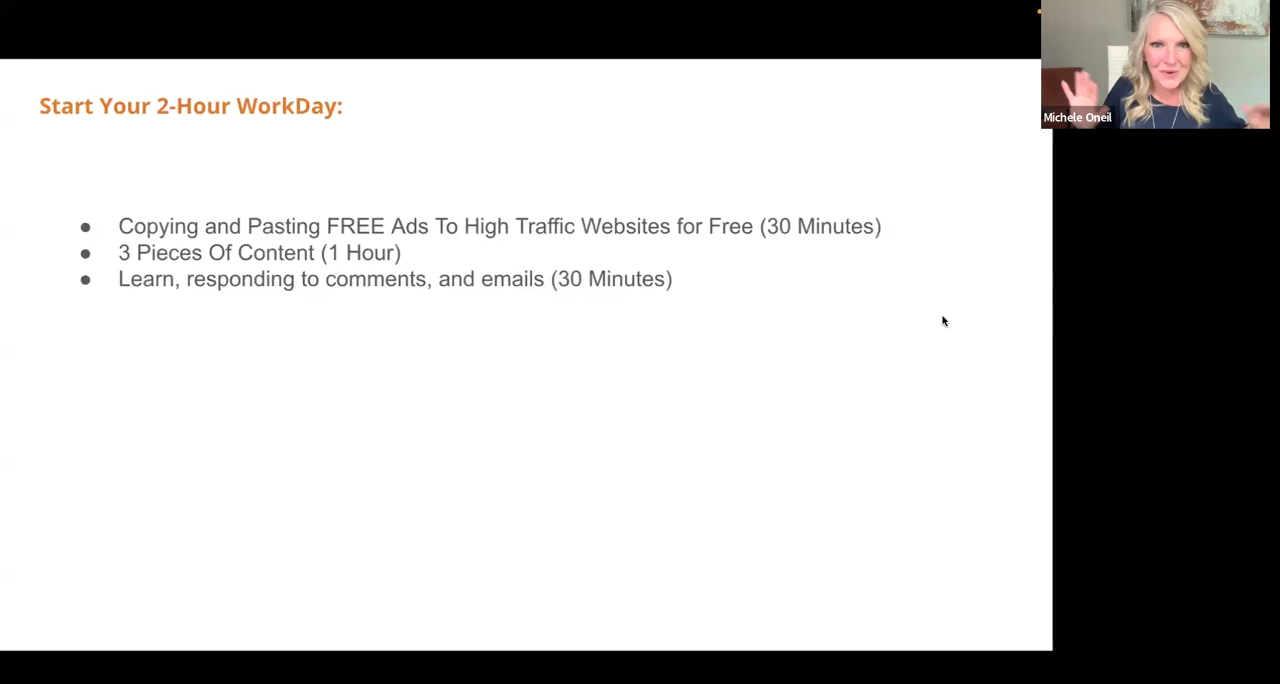 Start Your 2-Hour WorkDay:
Michele Oneil
● Copying and Pasting FREE Ads To High Traffic Websites for Free (30 Minutes)
● 3 Pieces Of Content (1 Hour)
● Learn, responding to comments, and emails (30 Minutes)